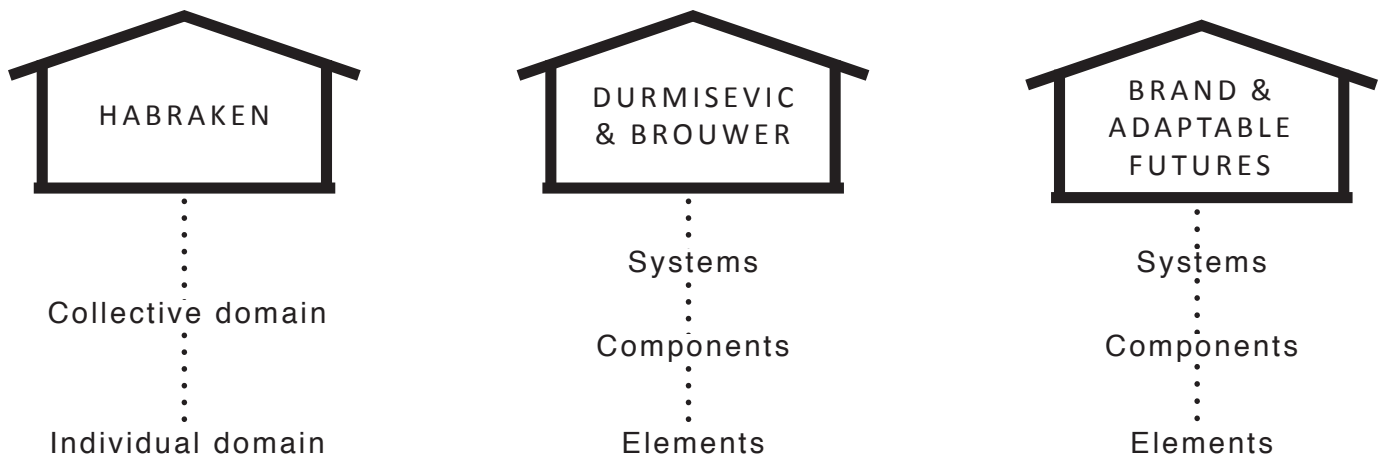 HABRAKEN
Collective domain
Individual domain
DURMISEVIC
& BROUWER
Systems
Components
Elements
BRAND &
ADAPTABLE
FUTURES
Systems
Components
Elements